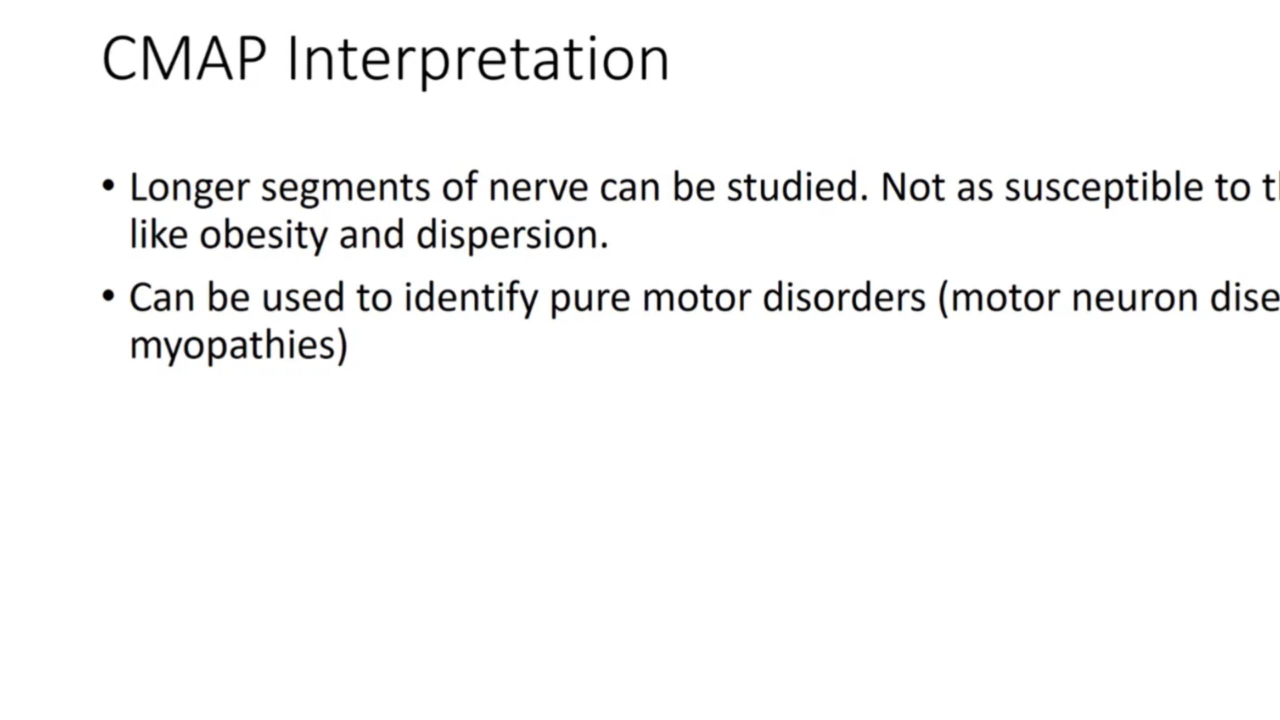 CMAP Interpretation
• Longer segments of nerve can be studied. Not as susceptible to
like obesity and dispersion.
• Can be used to identify pure motor disorders (motor neuron
myopathies)